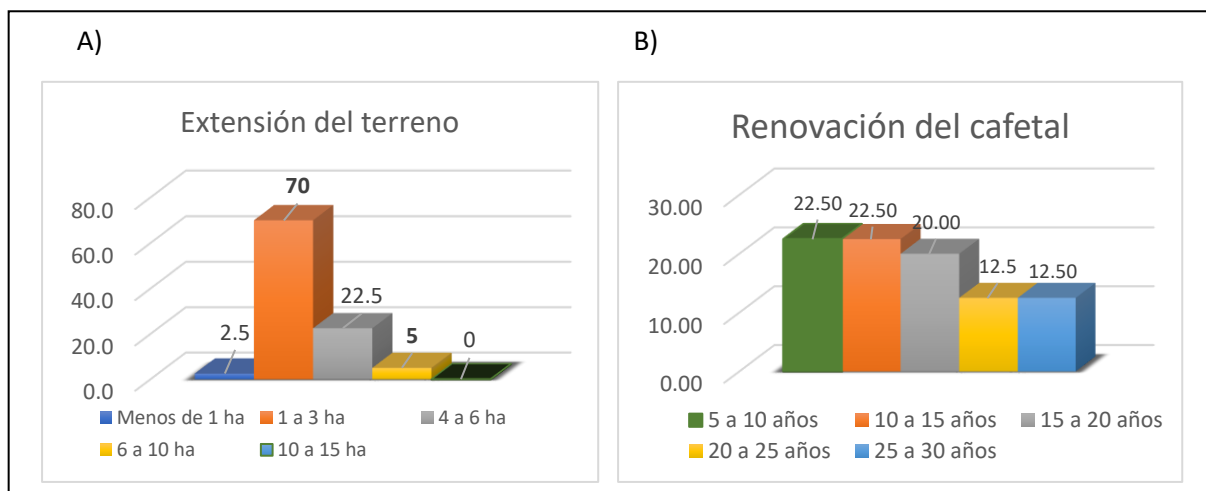 A)
Extensión del terreno
80.0
60.0
40.0
20.0
0.0
2.5
70
22.5
5
0
Menos de 1 ha
1 a 3 ha
4 a 6 ha
6 a 10 ha
10 a 15 ha
B)
Renovación del cafetal
30.00
20.00
10.00
0.00
22.50
22.50
20.00
12.5
12.50
5 a 10 años
10 a 15 años
15 a 20 años
20 a 25 años
25 a 30 años